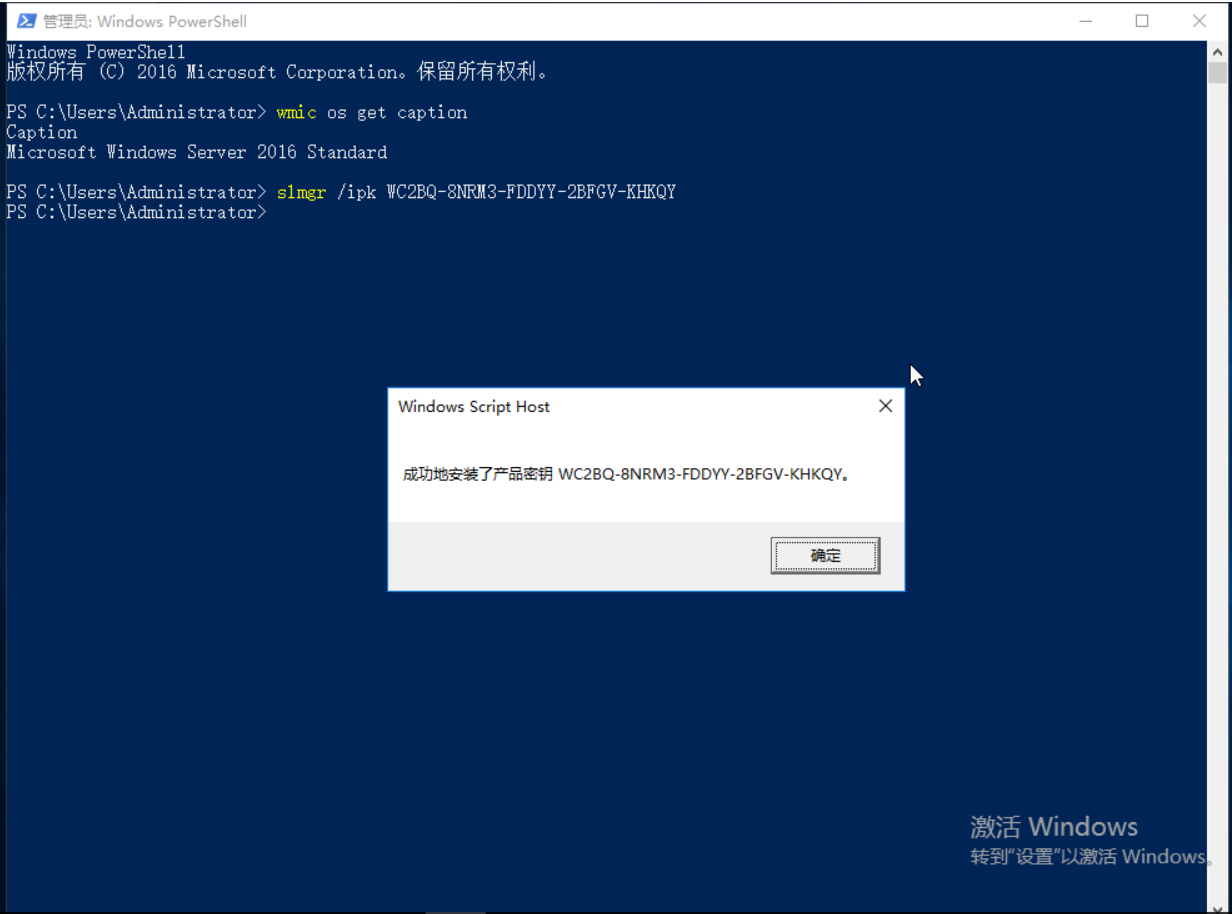 管理员: Windows PowerShell
Windows PowerShell
版权所有 (C) 2016 Microsoft Corporation。保留所有权利。
PS C:\Users\Administrator> wmic os get caption
Caption
Microsoft Windows Server 2016 Standard
PS C:\Users\Administrator> slmgr /ipk WC2BQ-8NRM3-FDDYY-2BFGV-KHKQY
PS C:\Users\Administrator>
Windows Script Host
成功地安装了产品密钥 WC2BQ-8NRM3-FDDYY-2BFGV-KHKQY。
确定
激活 Windows
转到“设置”以激活 Windows。